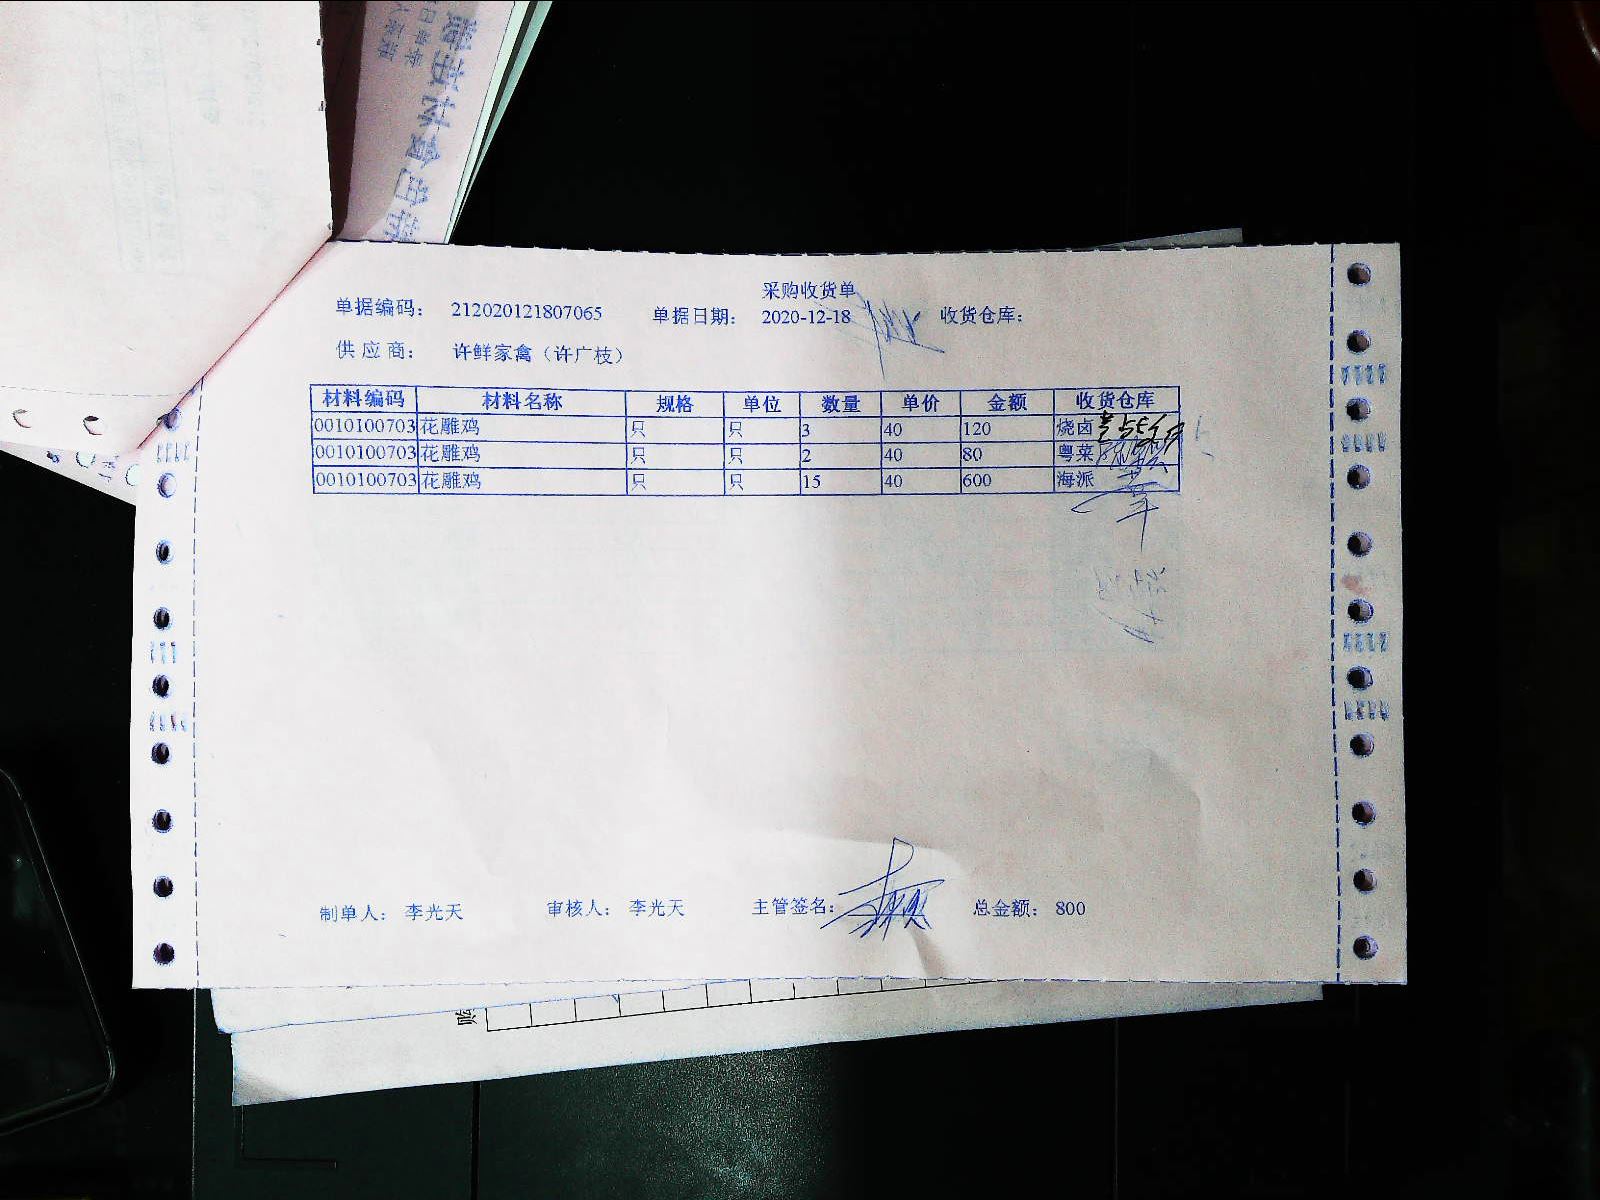 采购收货单
单据编码： 212020121807065 单据日期： 2020-12-18 收货仓库：
供应商： 许鲜家禽（许广枝）
材料编码 材料名称 规格 单位 数量 单价 金额 收货仓库
0010100703 花雕鸡 只 只 3 40 120 烧卤
0010100703 花雕鸡 只 只 2 40 80 粤菜
0010100703 花雕鸡 只 只 15 40 600 海派
制单人： 李光天 审核人： 李光天 主管签名： 总金额： 800